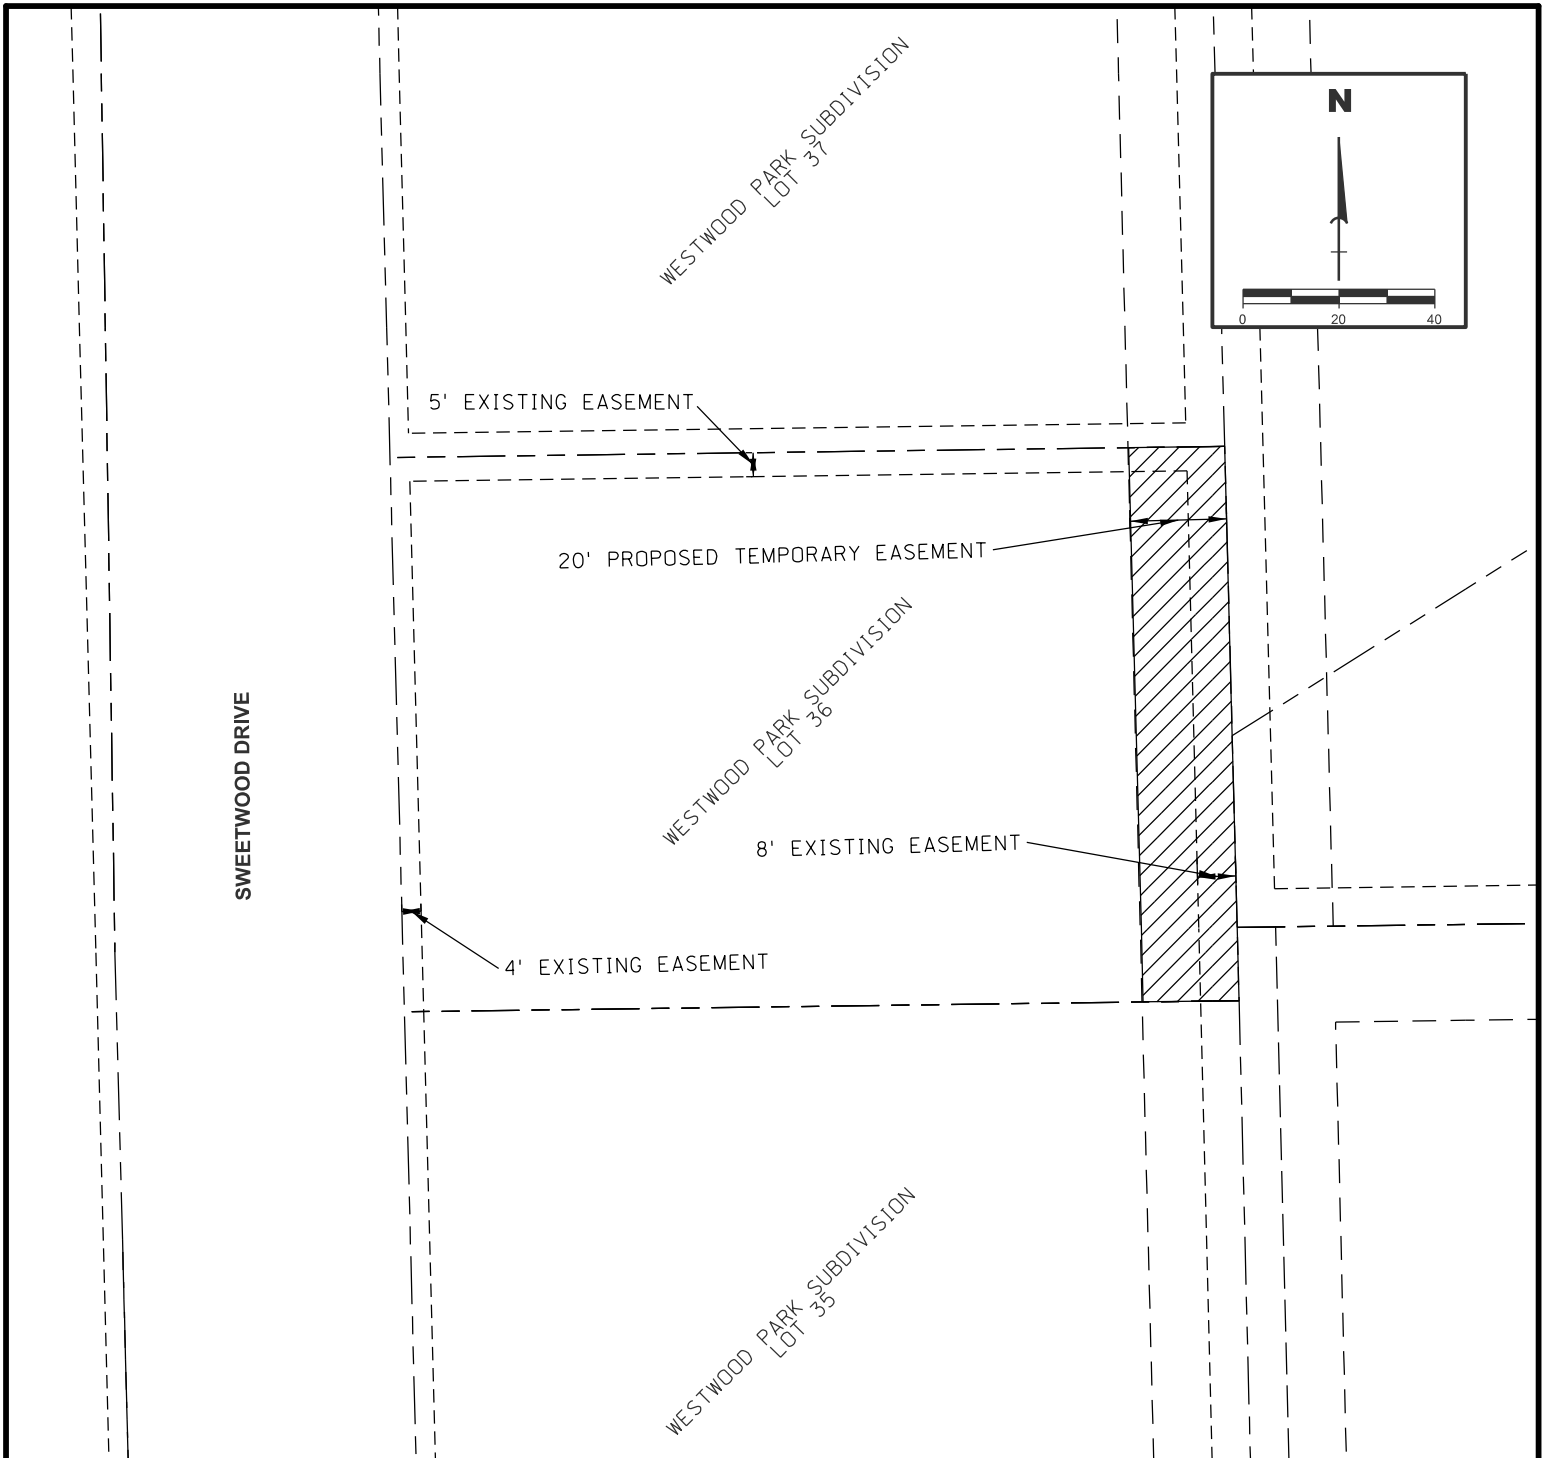 WESTWOOD PARK SUBDIVISION
LOT 37
N
0 20 40
5' EXISTING EASEMENT
20' PROPOSED TEMPORARY EASEMENT
WESTWOOD PARK SUBDIVISION
LOT 36
SWEETWOOD DRIVE
8' EXISTING EASEMENT
4' EXISTING EASEMENT
WESTWOOD PARK SUBDIVISION
LOT 35